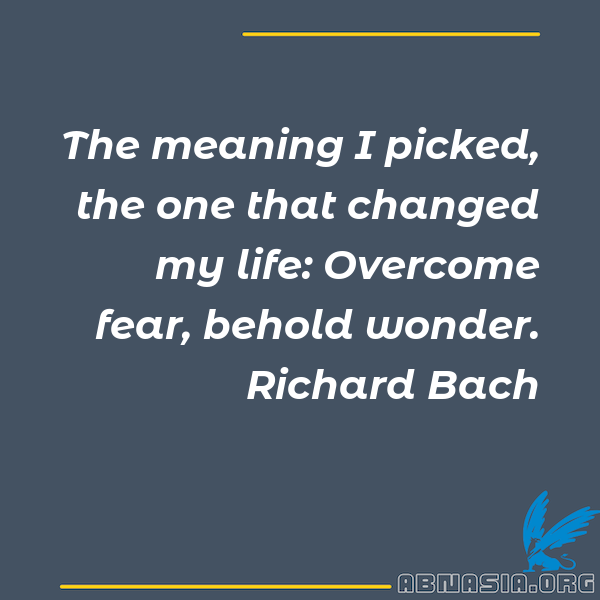 The meaning I picked,
the one that changed
my life: Overcome
fear, behold wonder.
Richard Bach
ABNASIA.ORG